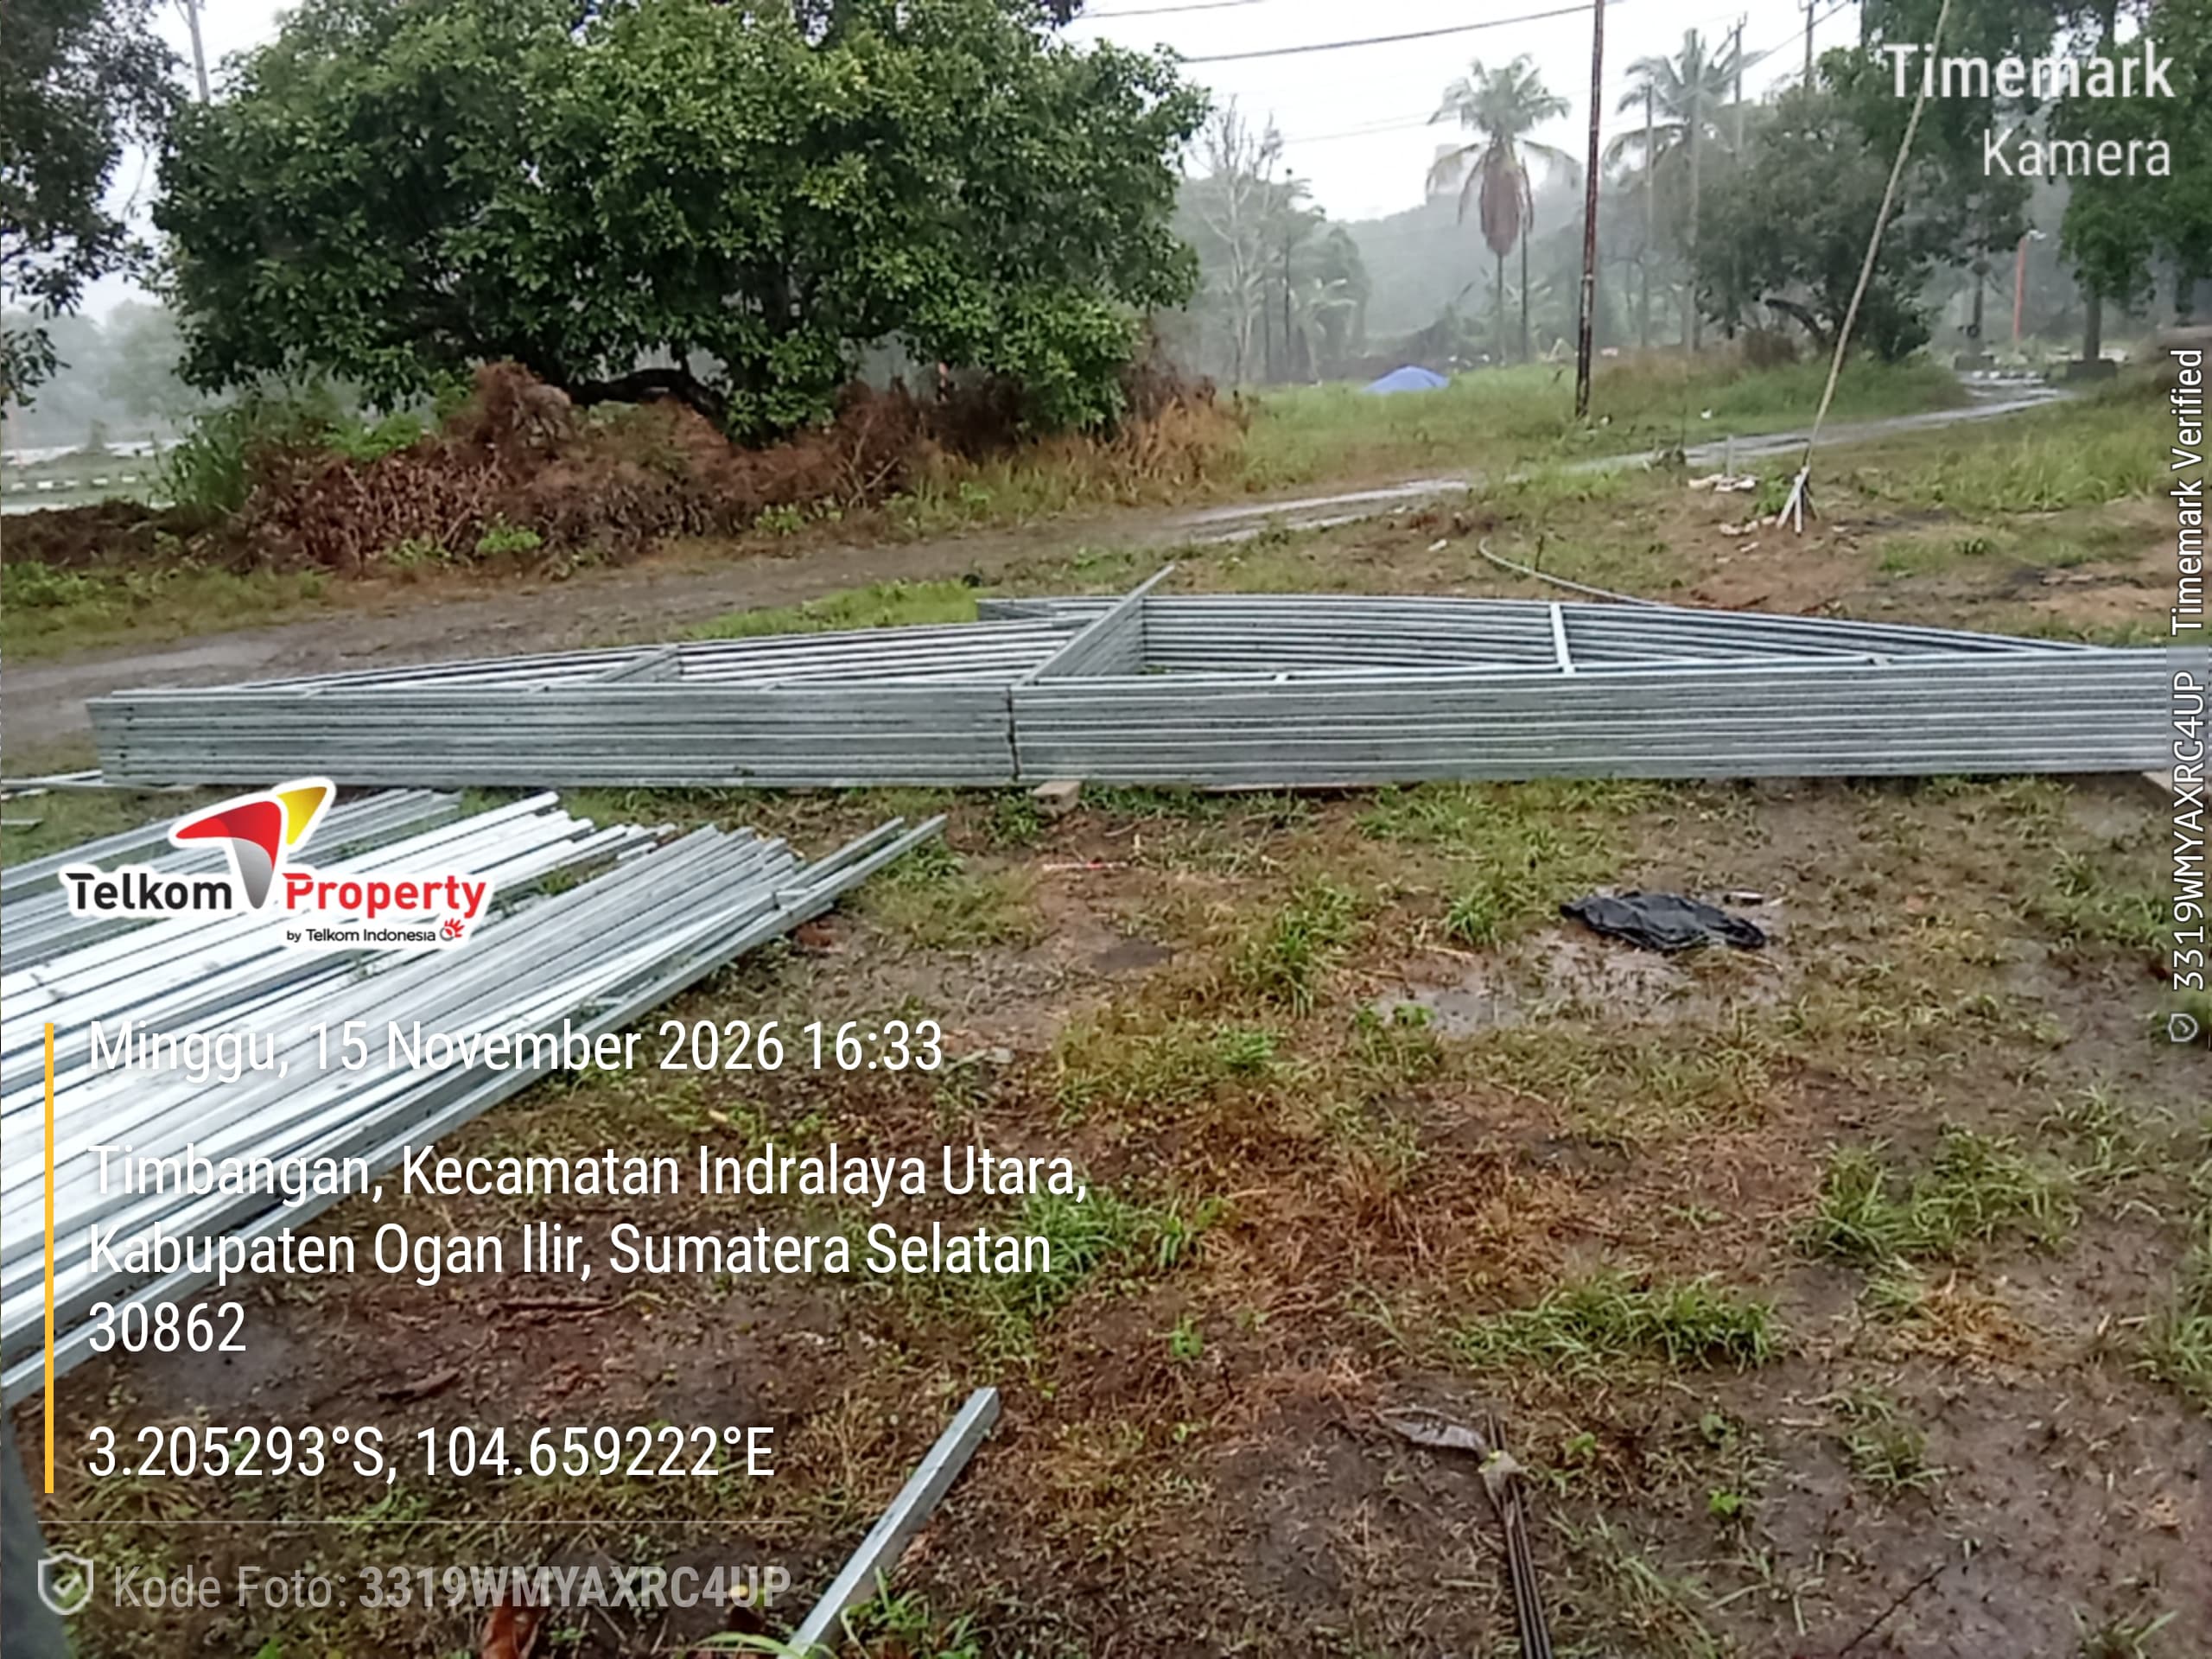 Timemark
Kamera
Telkom Property
by Telkom Indonesia
Minggu, 15 November 2026 16:33
Timbangan, Kecamatan Indralaya Utara,
Kabupaten Ogan Ilir, Sumatera Selatan
30862
3.205293°S, 104.659222°E
Kode Foto: 3319WMYAXRC4UP
3319WMYAXRC4UP Timemark Verified